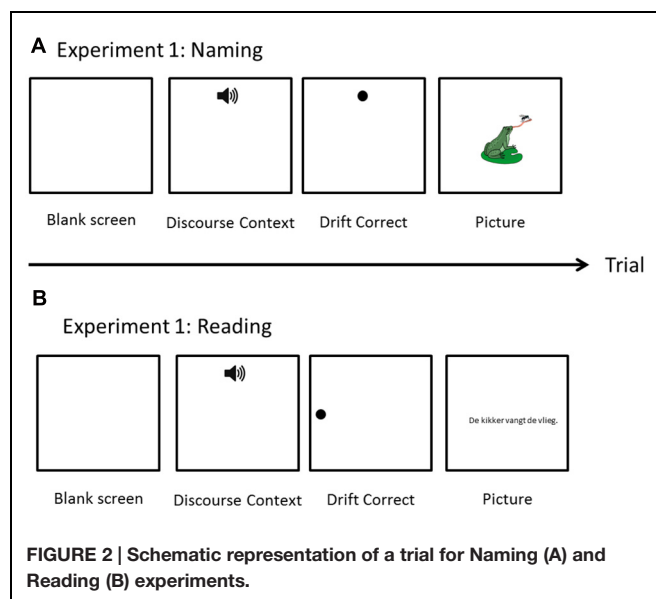 A Experiment 1: Naming
Blank screen
Discourse Context
Drift Correct
Picture
Trial
B
Experiment 1: Reading
De kikker vangt de vlieg.
Blank screen
Discourse Context
Drift Correct
Picture
FIGURE 2 | Schematic representation of a trial for Naming (A) and
Reading (B) experiments.